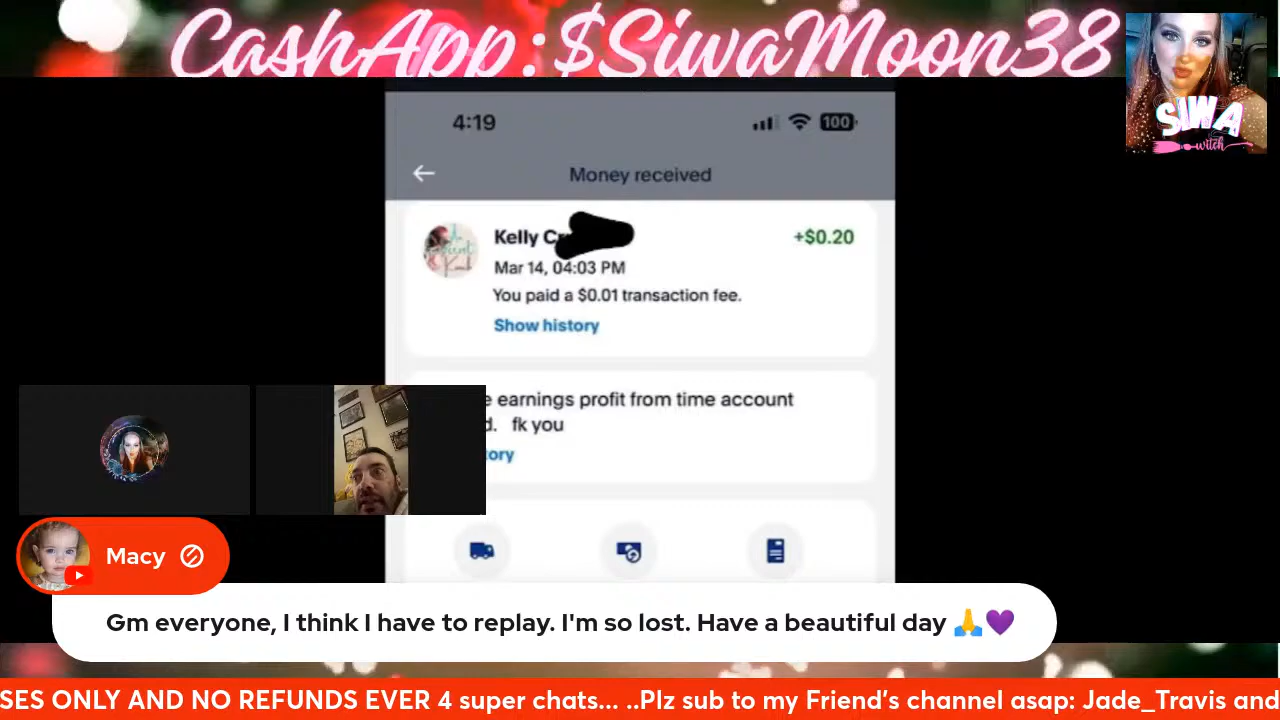 CashApp:$SiwaMoon38
SIWA
witch
4:19
100
Money received
Kelly C
+$0.20
Mar 14, 04:03 PM
You paid a $0.01 transaction fee.
Show history
e earnings profit from time account
d. fk you
tory
Macy
Gm everyone, I think I have to replay. I'm so lost. Have a beautiful day 🙏💜
SES ONLY AND NO REFUNDS EVER 4 super chats... ..Plz sub to my Friend's channel asap: Jade_Travis and